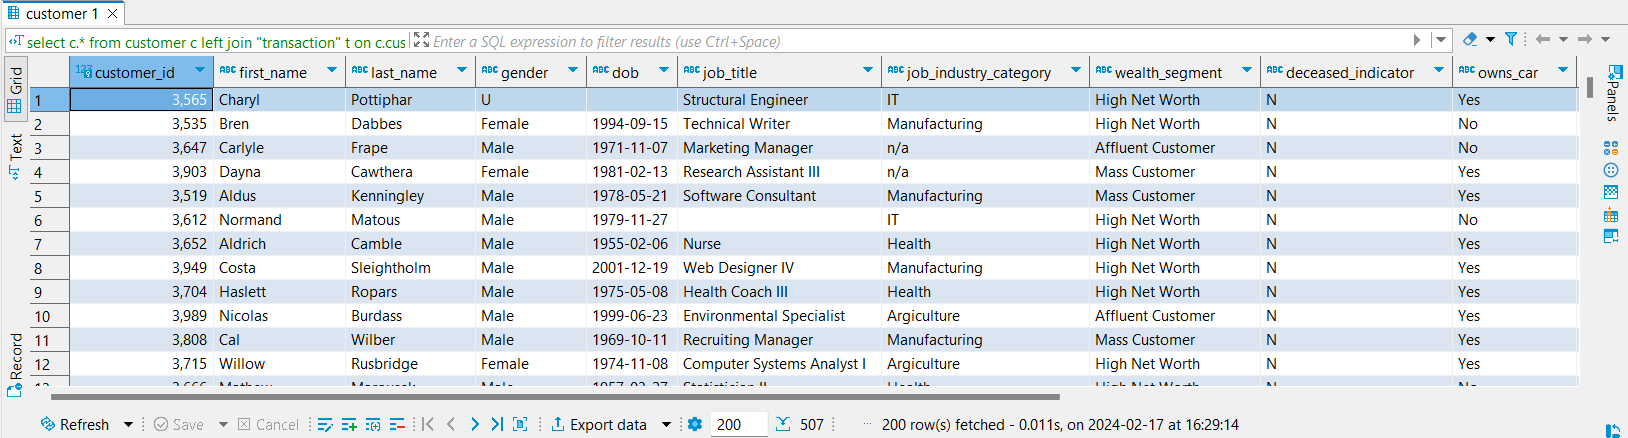 customer 1
select c.* from customer c left join "transaction" t on c.cus Enter a SQL expression to filter results (use Ctrl+Space)
Grid
Text
Record
Panels
customer_id first_name last_name gender dob job_title job_industry_category wealth_segment deceased_indicator owns_car
1 3,565 Charyl Pottiphar U Structural Engineer IT High Net Worth N Yes
2 3,535 Bren Dabbes Female 1994-09-15 Technical Writer Manufacturing High Net Worth N No
3 3,647 Carlyle Frape Male 1971-11-07 Marketing Manager n/a Affluent Customer N No
4 3,903 Dayna Cawthera Female 1981-02-13 Research Assistant III n/a Mass Customer N Yes
5 3,519 Aldus Kenningley Male 1978-05-21 Software Consultant Manufacturing Mass Customer N Yes
6 3,612 Normand Matous Male 1979-11-27 IT High Net Worth N No
7 3,652 Aldrich Camble Male 1955-02-06 Nurse Health High Net Worth N Yes
8 3,949 Costa Sleightholm Male 2001-12-19 Web Designer IV Manufacturing High Net Worth N Yes
9 3,704 Haslett Ropars Male 1975-05-08 Health Coach III Health High Net Worth N Yes
10 3,989 Nicolas Burdass Male 1999-06-23 Environmental Specialist Argiculture Affluent Customer N Yes
11 3,808 Cal Wilber Male 1969-10-11 Recruiting Manager Manufacturing Mass Customer N Yes
12 3,715 Willow Rusbridge Female 1974-11-08 Computer Systems Analyst I Argiculture High Net Worth N Yes
Refresh Save Cancel Export data 200 507 200 row(s) fetched - 0.011s, on 2024-02-17 at 16:29:14